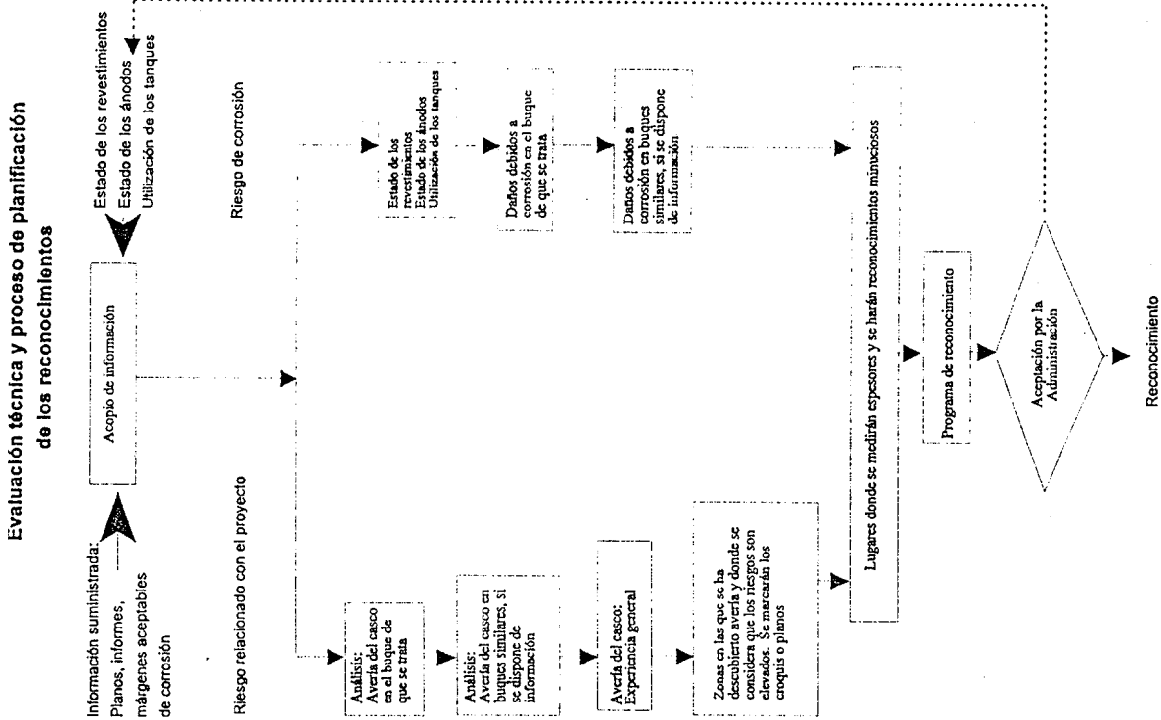 Evaluación técnica y proceso de planificación
de los reconocimientos
Información suministrada:
Planos, informes,
márgenes aceptables
de corrosión
Acopio de información
Estado de los revestimientos
Estado de los ánodos
Utilización de los tanques
Riesgo relacionado con el proyecto
Riesgo de corrosión
Análisis:
Avería del casco
en el buque de
que se trata
Análisis:
Avería del casco en
buques similares, si
se dispone de
información
Avería del casco:
Experiencia general
Zonas en las que se ha
descubierto avería y donde se
considera que los riesgos son
elevados. Se marcarán los
croquis o planos
Estado de los
revestimientos
Estado de los ánodos
Utilización de los tanques
Daños debidos a
corrosión en el buque
de que se trata
Danos debidos a
corrosión en buques
similares, si se dispone
de información
Lugares donde se medirán espesores y se harán reconocimientos minuciosos
Programa de reconocimiento
Aceptación por la
Administración
Reconocimiento